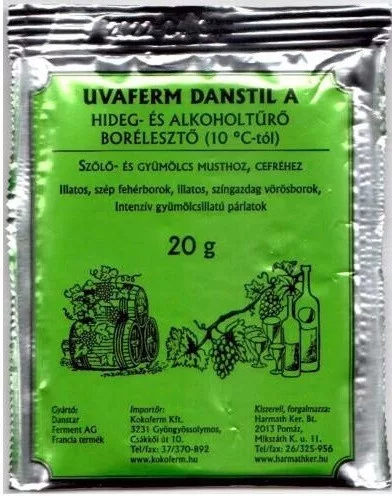 UVAFERM DANSTIL A
HIDEG- ÉS ALKOHOLTŰRŐ
BORÉLESZTŐ (10 °C-tól)
SZŐLŐ- ÉS GYÜMÖLCS MUSTHOZ, CEFRÉHEZ
Illatos, szép fehérborok, illatos, színgazdag vörösborok,
Intenzív gyümölcsillatú párlatok
20 g
Gyártó:
Danstar
Ferment AG
Francia termék
Importőr:
Kokoferm Kft.
3231 Gyöngyössolymos,
Csákkői út 10.
Tel/fax: 37/370-892
www.kokoferm.hu
Kiszereli, forgalmazza:
Harmath Ker. Bt.
2013 Pomáz,
Mikszáth K. u. 11.
Tel/fax: 26/325-956
www.harmathker.hu